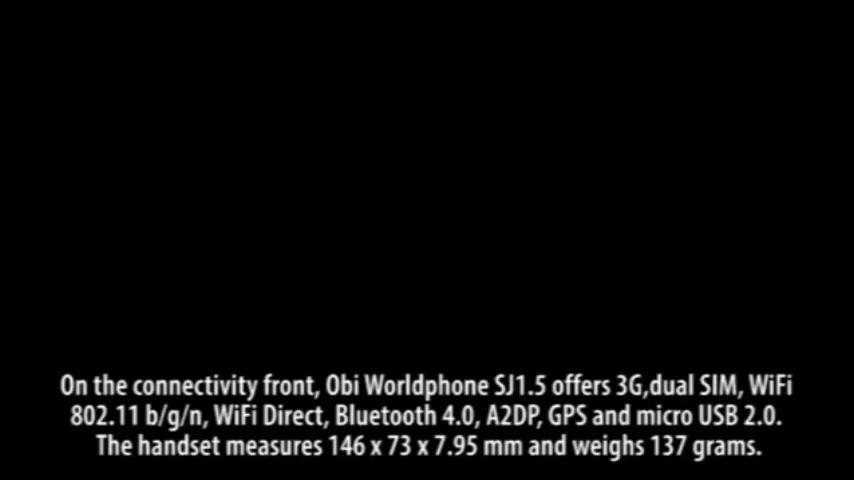 On the connectivity front, Obi Worldphone SJ1.5 offers 3G,dual SIM, WiFi
802.11 b/g/n, WiFi Direct, Bluetooth 4.0, A2DP, GPS and micro USB 2.0.
The handset measures 146 x 73 x 7.95 mm and weighs 137 grams.